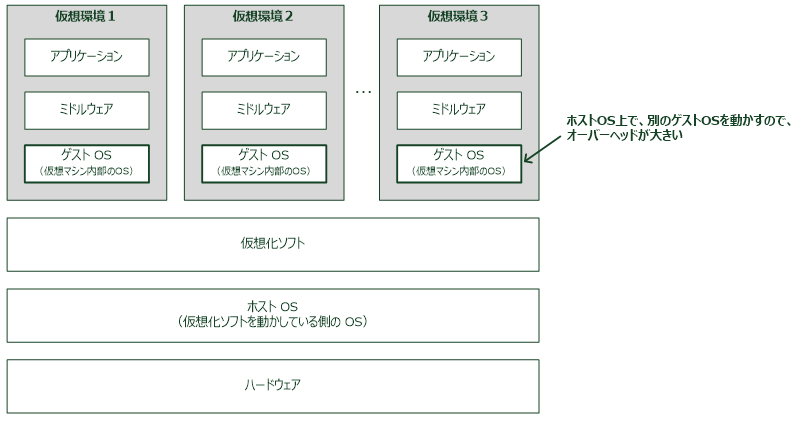 仮想環境1
アプリケーション
ミドルウェア
ゲスト OS
（仮想マシン内部のOS）
仮想環境2
アプリケーション
ミドルウェア
ゲスト OS
（仮想マシン内部のOS）
…
仮想環境3
アプリケーション
ミドルウェア
ゲスト OS
（仮想マシン内部のOS）
ホストOS上で、別のゲストOSを動かすので、
オーバーヘッドが大きい
仮想化ソフト
ホスト OS
（仮想化ソフトを動かしている側の OS）
ハードウェア